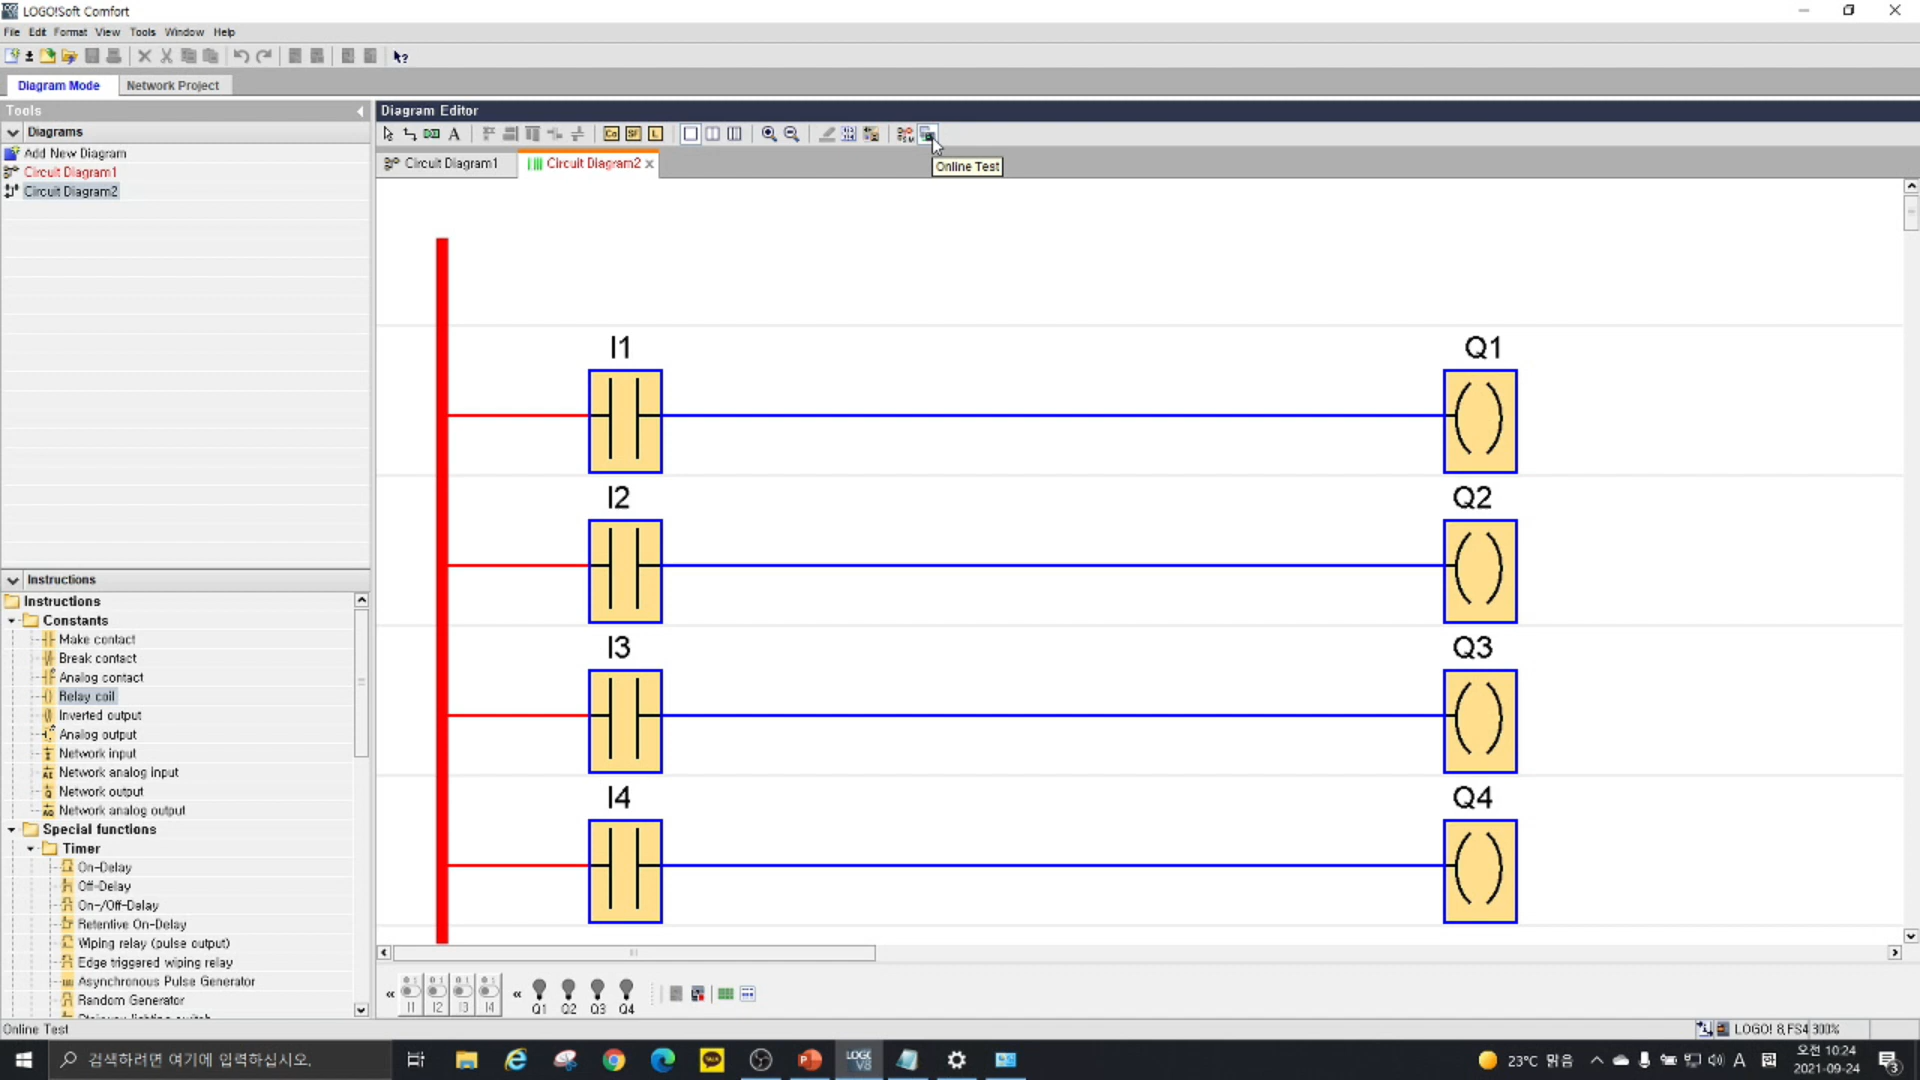 LOGO!Soft Comfort
File Edit Format View Tools Window Help
Diagram Mode Network Project
Tools
Diagrams
Add New Diagram
Circuit Diagram1
Circuit Diagram2
Diagram Editor
A Co SF L
Circuit Diagram1 Circuit Diagram2
Online Test
I1 Q1
I2 Q2
I3 Q3
I4 Q4
Instructions
Instructions
Constants
Make contact
Break contact
Analog contact
Relay coil
Inverted output
Analog output
Network input
Network analog input
Network output
Network analog output
Special functions
Timer
On-Delay
Off-Delay
On-/Off-Delay
Retentive On-Delay
Wiping relay (pulse output)
Edge triggered wiping relay
Asynchronous Pulse Generator
Random Generator
I1 I2 I3 I4 Q1 Q2 Q3 Q4
Online Test
LOGO! 8.FS4 300%
검색하려면 여기에 입력하십시오.
23°C 맑음
A
오전 10:24
2021-09-24
3